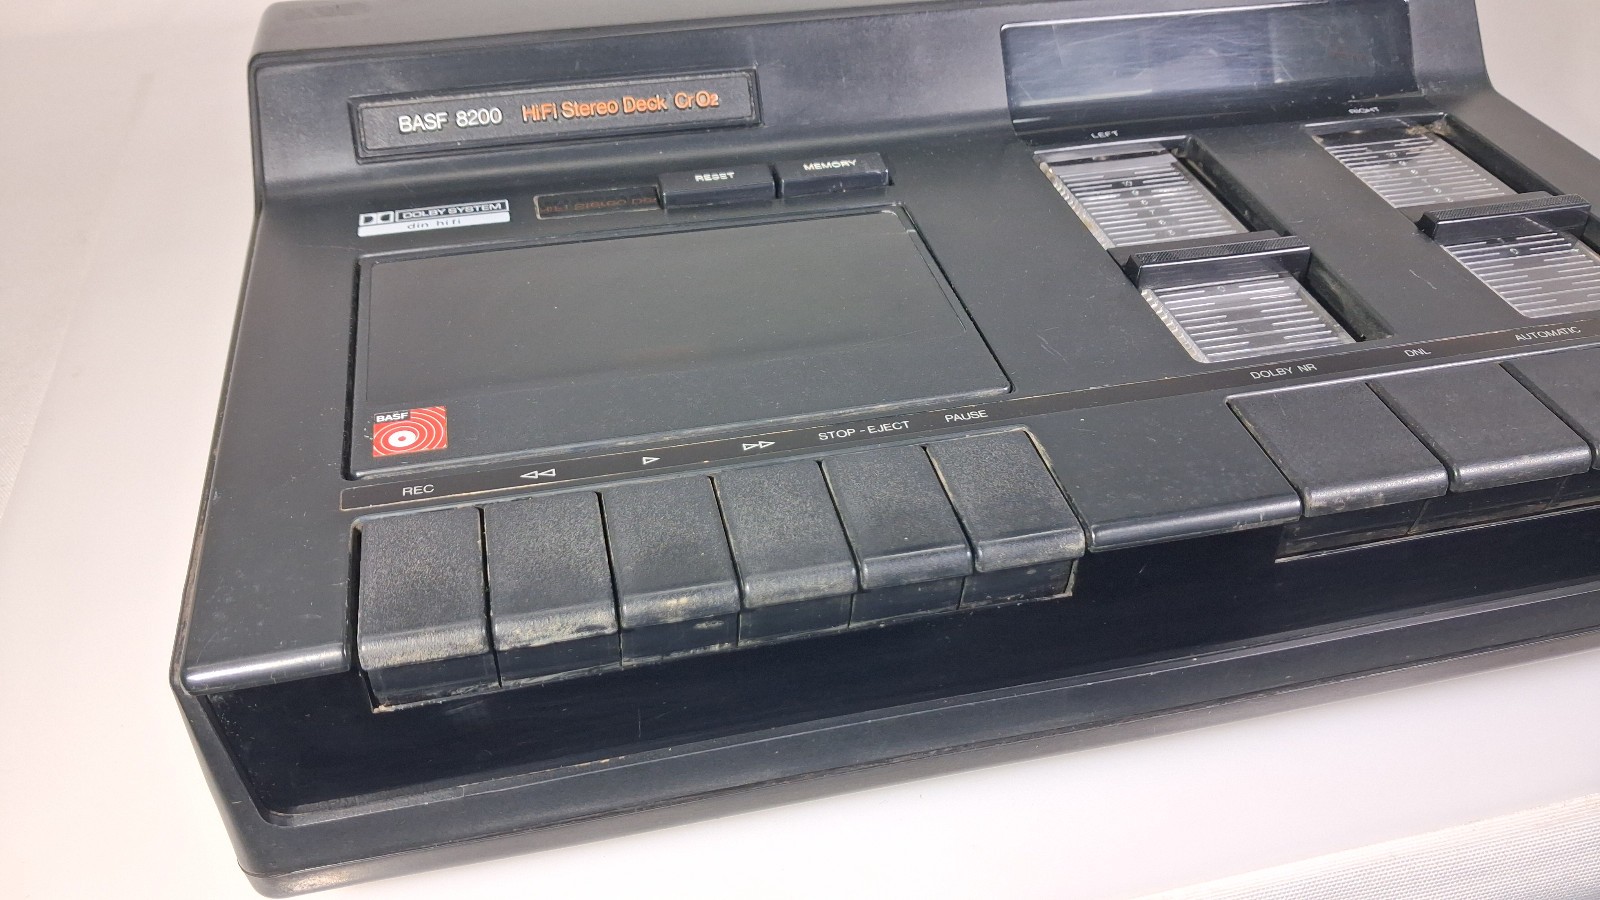 BASF 8200 HiFi Stereo Deck CrO2
RESET
MEMORY
DOLBY SYSTEM
din hifi
LEFT
RIGHT
BASF
REC
STOP-EJECT
PAUSE
DOLBY NR
DNL
AUTOMATIC